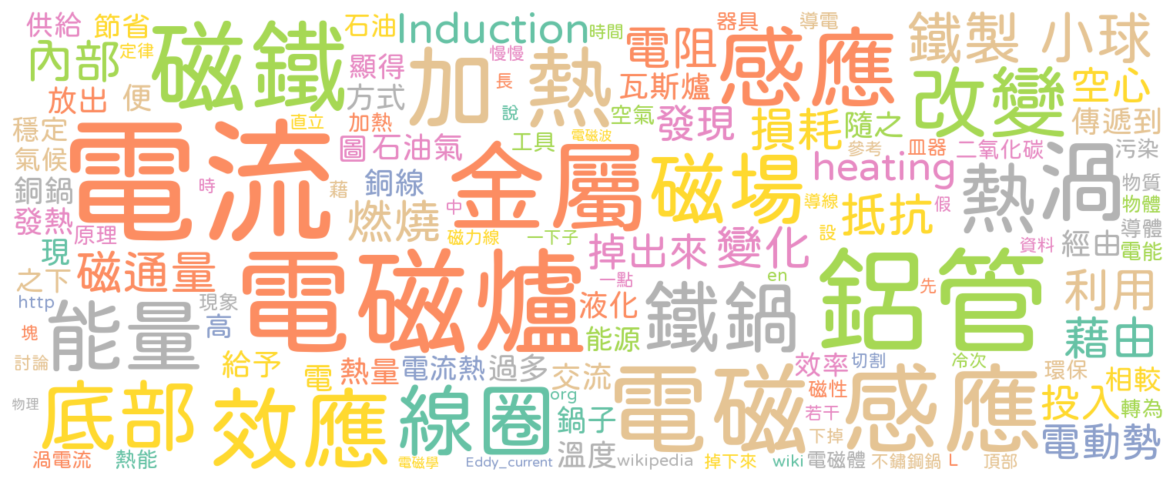 供給 節省 石油 Induction 時間 器具 導電
鐵製 小球
內部 定律 磁鐵 顯得 加熱 慢慢 電阻 感應
放出 便 方式 長 說 瓦斯爐 改變 空心
穩定 直立 加熱 空氣 發現 損耗 隨之 傳遞到
氣候 電流 圖 石油氣 工具 電磁波 參考 皿器 二氧化碳 污染
銅鍋 銅線 金屬 磁場 heating 熱 渦 物質
發熱 時 藉 燃燒 中 磁力線 一下子 導線 抵抗 假 物體
原理 設 導體
現 磁通量 掉出來 變化 資料 經由 電能
之下 電磁爐 一點 en 鋁管 先 利用
http 能量 現象 液化 鐵鍋 藉由
塊 高 能源
討論 給予 電 熱量 電流熱 過多 交流 效率 切割 冷次 環保 相較
物理 底部 效應 線圈 org 鍋子 電磁感應 磁性 投入 轉為
若干 電動勢
下掉
渦電流 熱能 電磁學 Eddy_current 溫度 wikipedia 掉下來 wiki 電磁體 不鏽鋼鍋 L 頂部